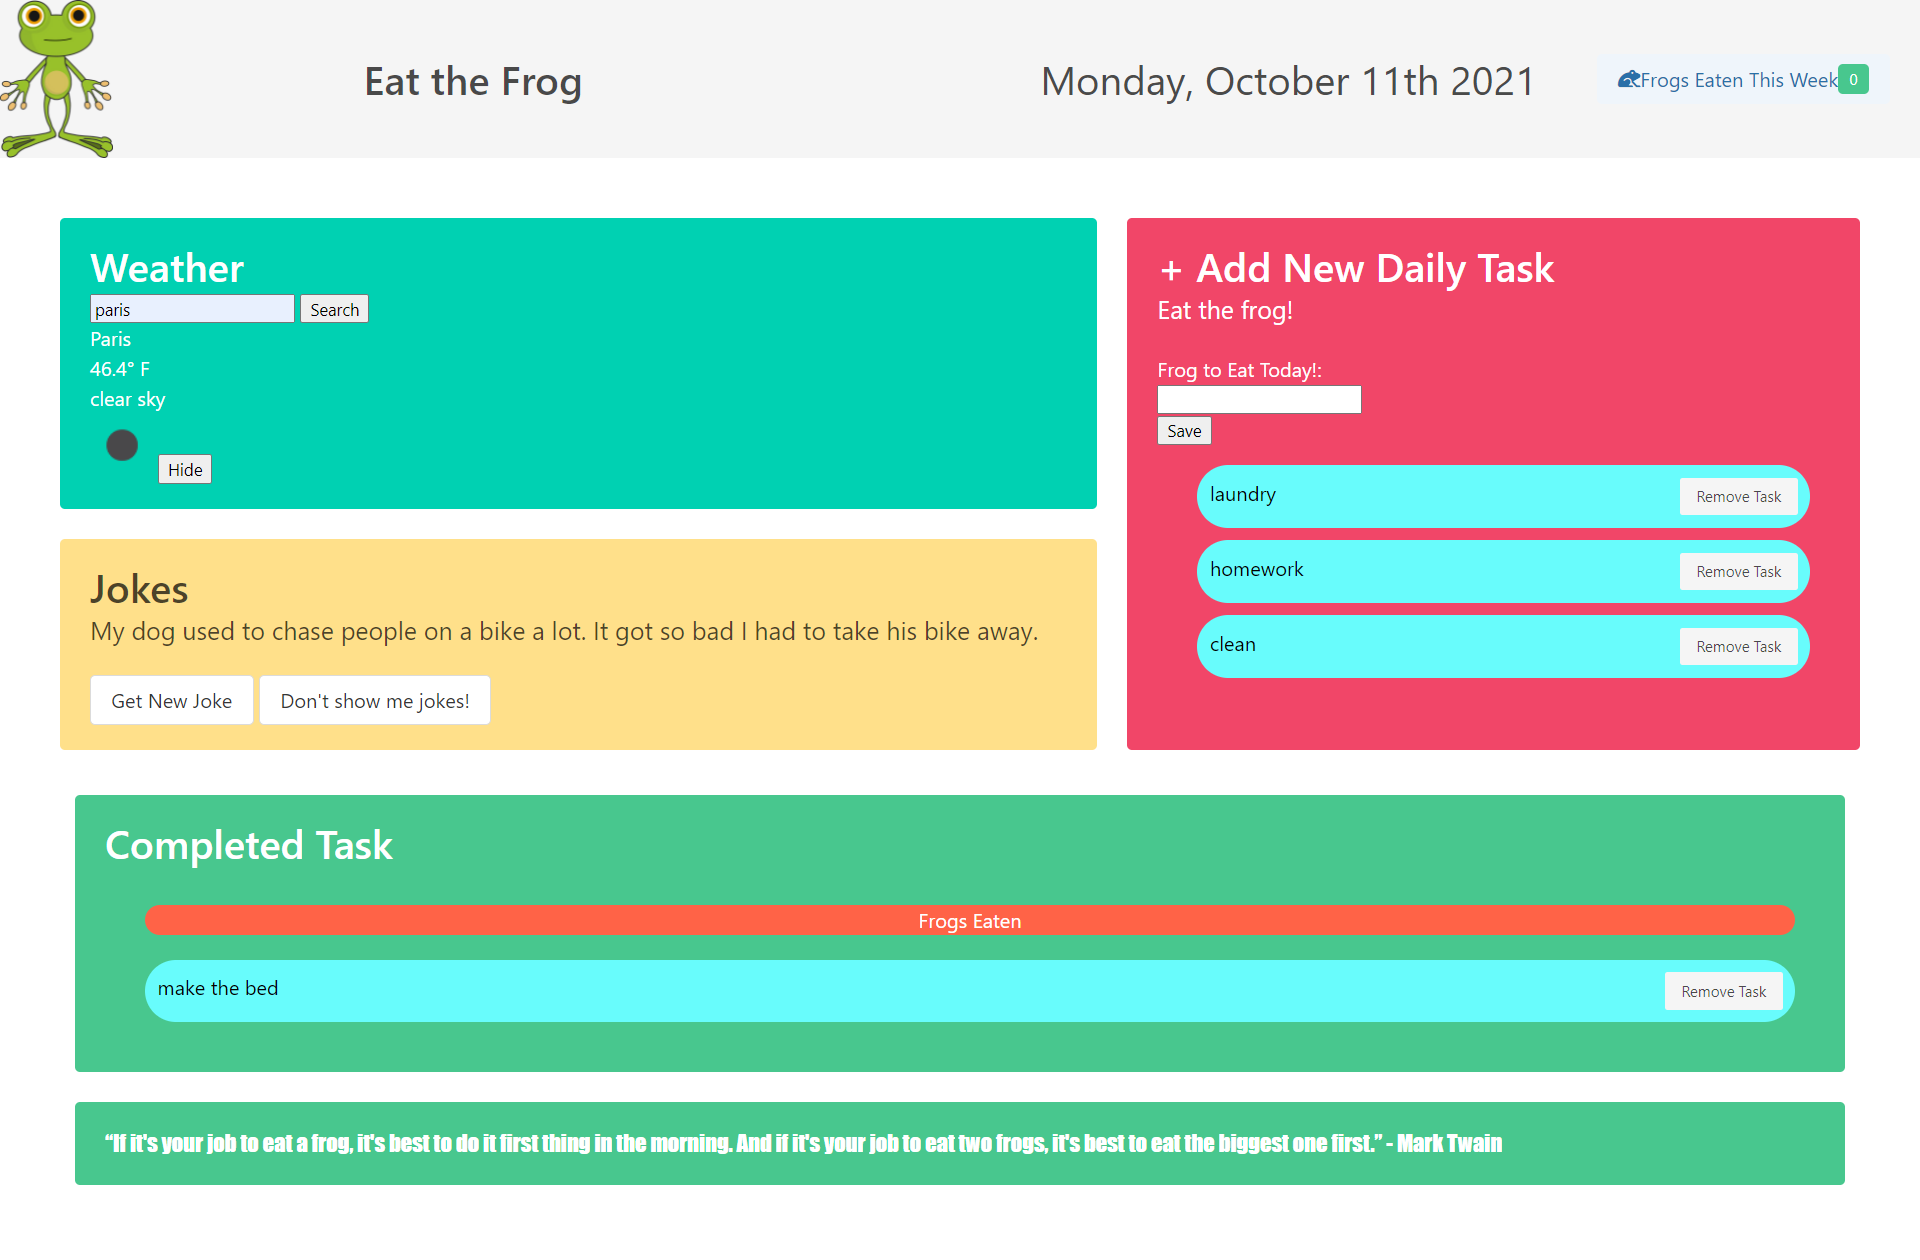 Eat the Frog
Monday, October 11th 2021
Frogs Eaten This Week 0
Weather
paris Search
Paris
46.4° F
clear sky
Hide
Jokes
My dog used to chase people on a bike a lot. It got so bad I had to take his bike away.
Get New Joke Don't show me jokes!
+ Add New Daily Task
Eat the frog!
Frog to Eat Today!:
Save
laundry Remove Task
homework Remove Task
clean Remove Task
Completed Task
Frogs Eaten
make the bed Remove Task
“If it's your job to eat a frog, it's best to do it first thing in the morning. And if it's your job to eat two frogs, it's best to eat the biggest one first.” - Mark Twain